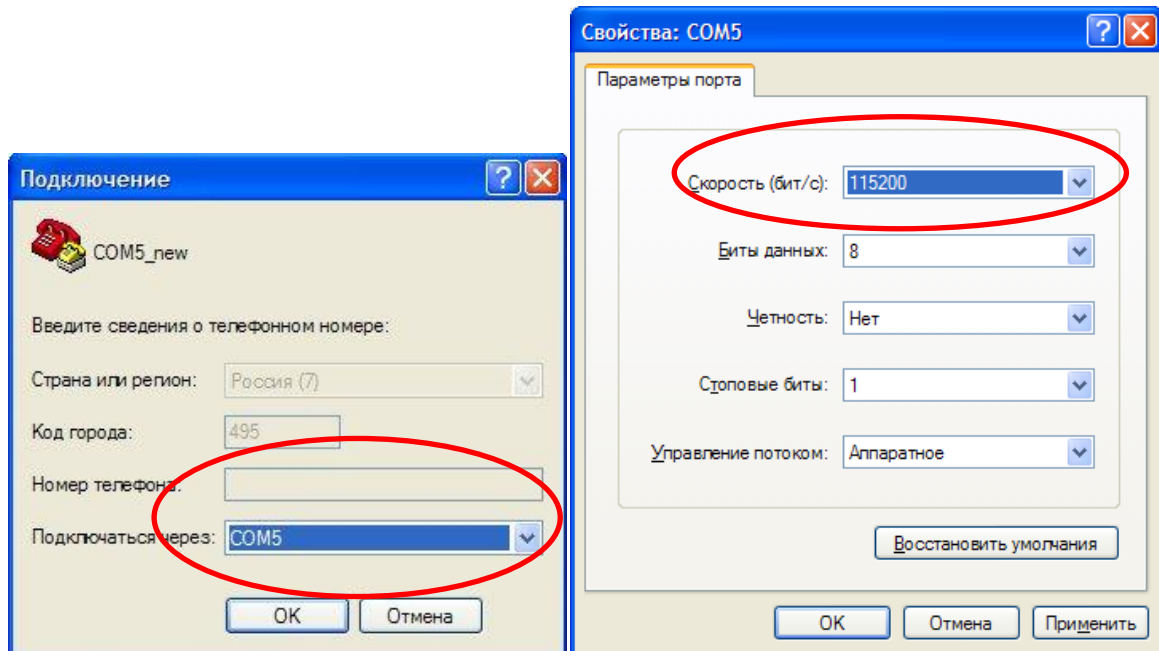 Подключение
COM5_new
Введите сведения о телефонном номере:
Страна или регион: Россия (7)
Код города: 495
Номер телефона:
Подключаться через: COM5
OK Отмена
Свойства: COM5
Параметры порта
Скорость (бит/с): 115200
Биты данных: 8
Четность: Нет
Стоповые биты: 1
Управление потоком: Аппаратное
Восстановить умолчания
OK Отмена Применить